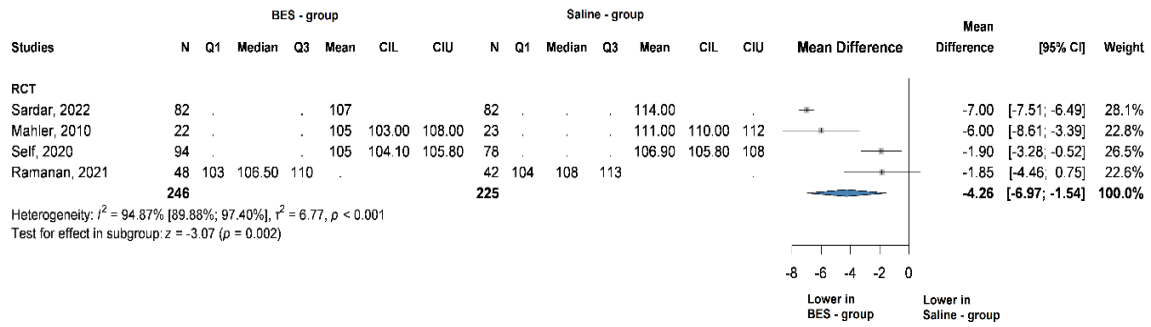 BES - group Saline - group
Studies N Q1 Median Q3 Mean CIL CIU N Q1 Median Q3 Mean CIL CIU Mean Difference Mean Difference [95% CI] Weight
RCT
Sardar, 2022 82 . . . 107 . . 82 . . . 114.00 . . -7.00 [-7.51; -6.49] 28.1%
Mahler, 2010 22 . . . 105 103.00 108.00 23 . . . 111.00 110.00 112 -6.00 [-8.61; -3.39] 22.8%
Self, 2020 94 . . . 105 104.10 105.80 78 . . . 106.90 105.80 108 -1.90 [-3.28; -0.52] 26.5%
Ramanan, 2021 48 103 106.50 110 . . . 42 104 108 113 . . . -1.85 [-4.46; 0.75] 22.6%
246 225 -4.26 [-6.97; -1.54] 100.0%
Heterogeneity: I² = 94.87% [89.88%; 97.40%], τ² = 6.77, p < 0.001
Test for effect in subgroup: z = -3.07 (p = 0.002)
-8 -6 -4 -2 0
Lower in Lower in
BES - group Saline - group